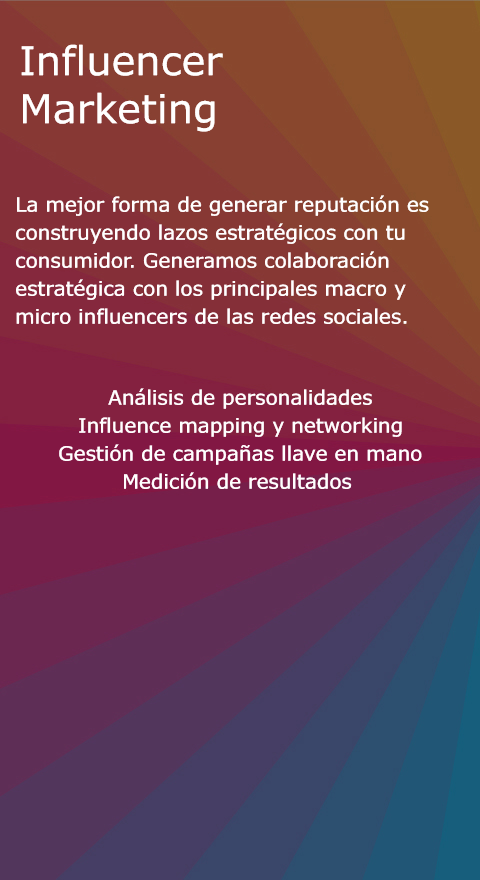 Influencer
Marketing
La mejor forma de generar reputación es
construyendo lazos estratégicos con tu
consumidor. Generamos colaboración
estratégica con los principales macro y
micro influencers de las redes sociales.
Análisis de personalidades
Influence mapping y networking
Gestión de campañas llave en mano
Medición de resultados